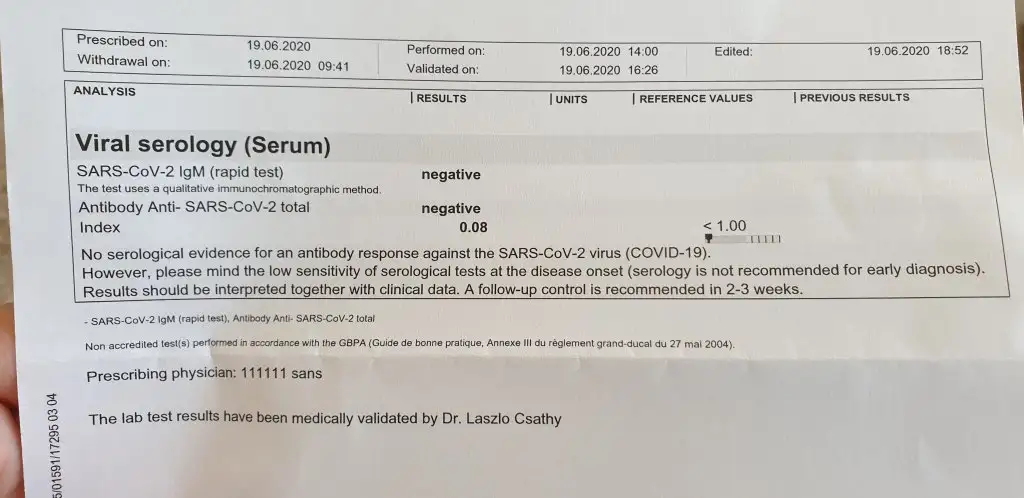 Prescribed on: 19.06.2020 Performed on: 19.06.2020 14:00 Edited: 19.06.2020 18:52
Withdrawal on: 19.06.2020 09:41 Validated on: 19.06.2020 16:26
ANALYSIS | RESULTS | UNITS | REFERENCE VALUES | PREVIOUS RESULTS
Viral serology (Serum)
SARS-CoV-2 IgM (rapid test) negative
The test uses a qualitative immunochromatographic method.
Antibody Anti- SARS-CoV-2 total negative
Index 0.08 < 1.00
No serological evidence for an antibody response against the SARS-CoV-2 virus (COVID-19).
However, please mind the low sensitivity of serological tests at the disease onset (serology is not recommended for early diagnosis).
Results should be interpreted together with clinical data. A follow-up control is recommended in 2-3 weeks.
- SARS-CoV-2 IgM (rapid test), Antibody Anti- SARS-CoV-2 total
Non accredited test(s) performed in accordance with the GBPA (Guide de bonne pratique, Annexe III du règlement grand-ducal du 27 mai 2004).
Prescribing physician: 111111 sans
The lab test results have been medically validated by Dr. Laszlo Csathy
/01591/17295 03 04